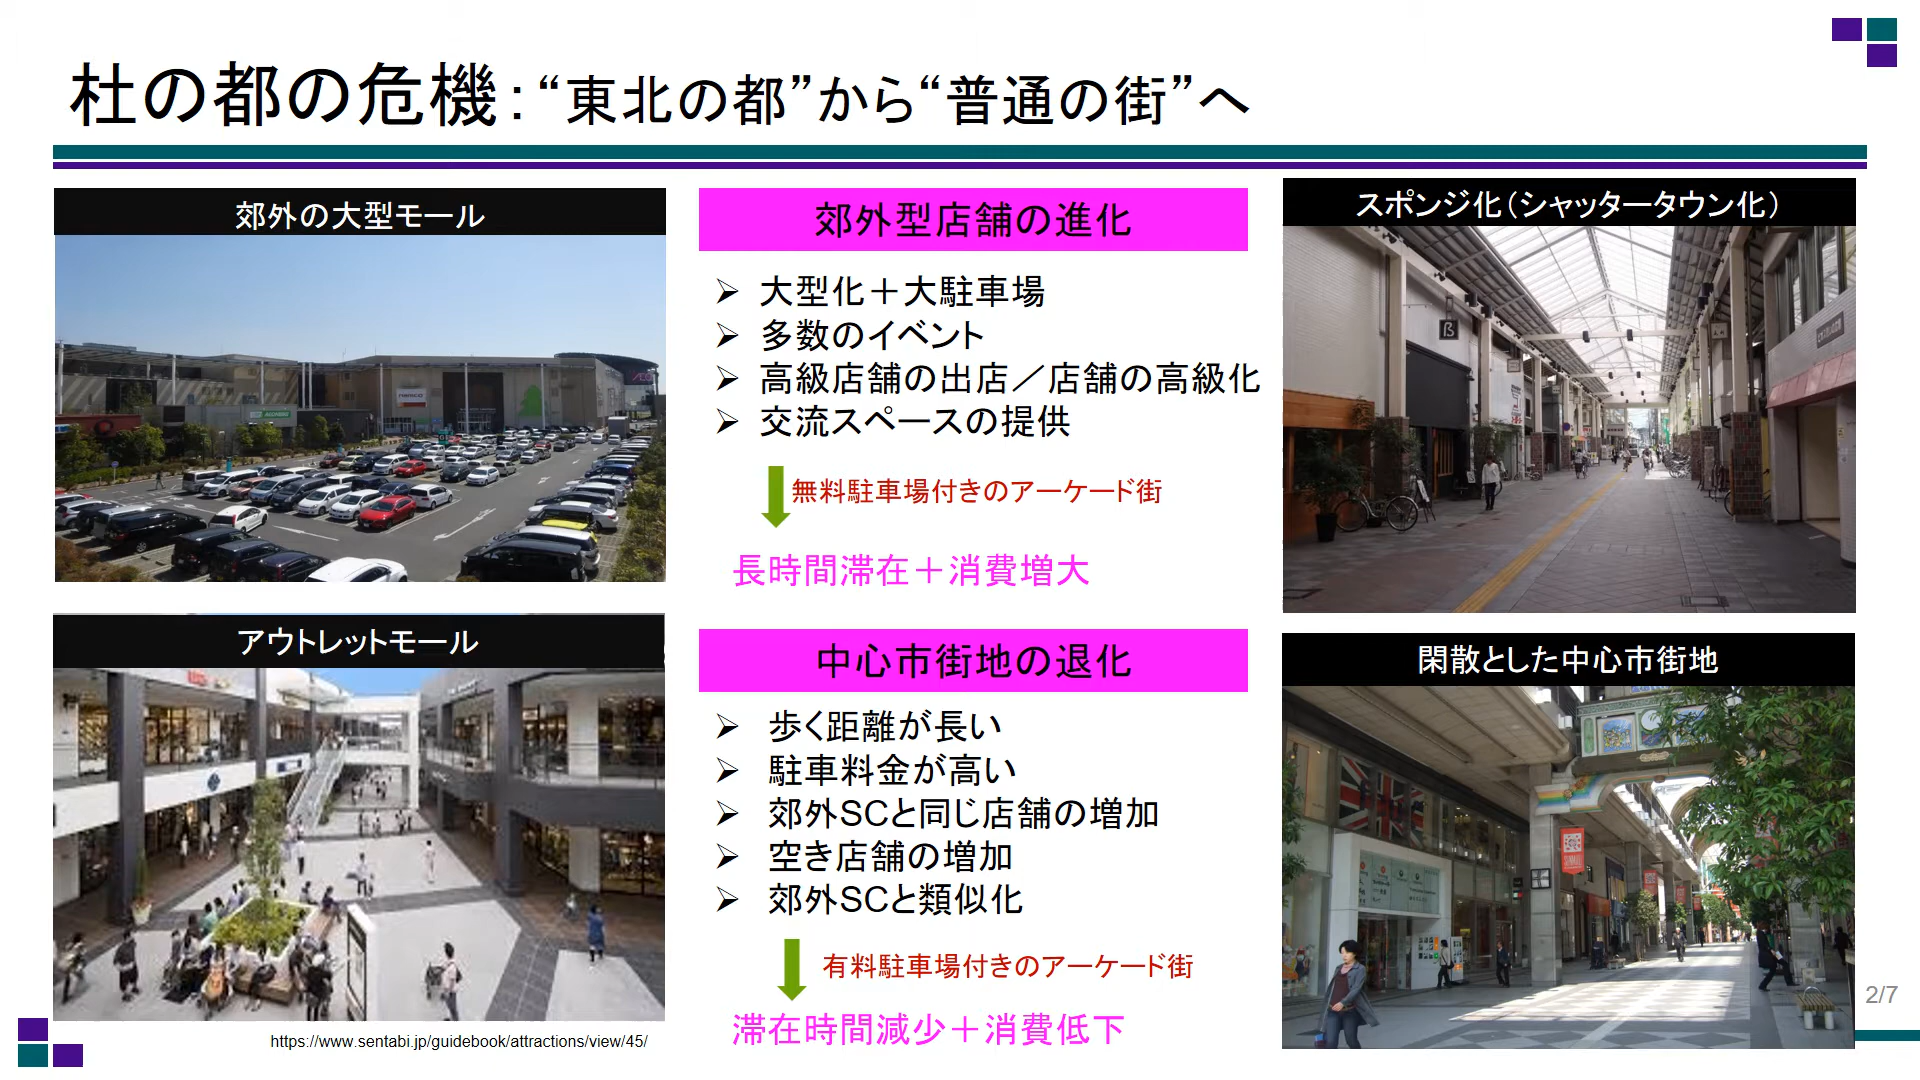 杜の都の危機：“東北の都”から“普通の街”へ
郊外の大型モール
郊外型店舗の進化
大型化＋大駐車場
多数のイベント
高級店舗の出店／店舗の高級化
交流スペースの提供
無料駐車場付きのアーケード街
長時間滞在＋消費増大
スポンジ化（シャッタータウン化）
ß
アウトレットモール
https://www.sentabi.jp/guidebook/attractions/view/45/
中心市街地の退化
歩く距離が長い
駐車料金が高い
郊外SCと同じ店舗の増加
空き店舗の増加
郊外SCと類似化
有料駐車場付きのアーケード街
滞在時間減少＋消費低下
閑散とした中心市街地
2/7